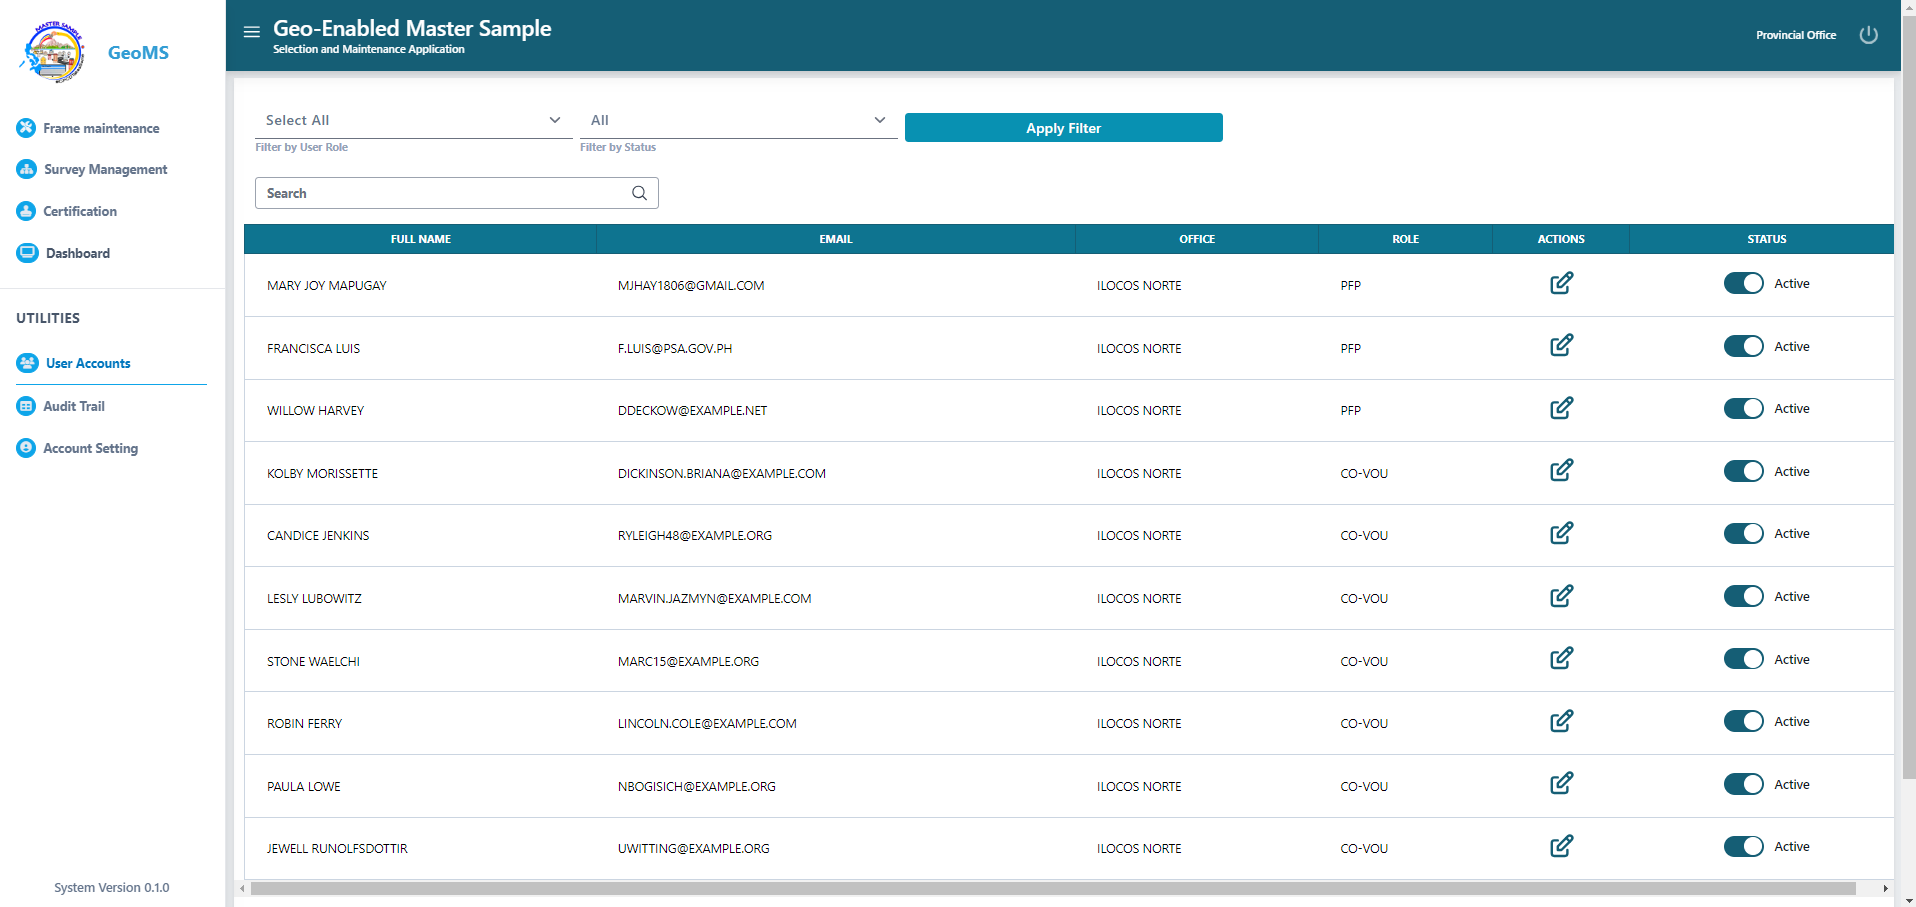 GeoMS
Frame maintenance
Survey Management
Certification
Dashboard
UTILITIES
User Accounts
Audit Trail
Account Setting
System Version 0.1.0
Geo-Enabled Master Sample
Selection and Maintenance Application
Provincial Office
Select All
Filter by User Role
All
Filter by Status
Apply Filter
Search
FULL NAME EMAIL OFFICE ROLE ACTIONS STATUS
MARY JOY MAPUGAY MJHAY1806@GMAIL.COM ILOCOS NORTE PFP Active
FRANCISCA LUIS F.LUIS@PSA.GOV.PH ILOCOS NORTE PFP Active
WILLOW HARVEY DDECKOW@EXAMPLE.NET ILOCOS NORTE PFP Active
KOLBY MORISSETTE DICKINSON.BRIANA@EXAMPLE.COM ILOCOS NORTE CO-VOU Active
CANDICE JENKINS RYLEIGH48@EXAMPLE.ORG ILOCOS NORTE CO-VOU Active
LESLY LUBOWITZ MARVIN.JAZMYN@EXAMPLE.COM ILOCOS NORTE CO-VOU Active
STONE WAELCHI MARC15@EXAMPLE.ORG ILOCOS NORTE CO-VOU Active
ROBIN FERRY LINCOLN.COLE@EXAMPLE.COM ILOCOS NORTE CO-VOU Active
PAULA LOWE NBOGISICH@EXAMPLE.ORG ILOCOS NORTE CO-VOU Active
JEWELL RUNOLFSDOTTIR UWITTING@EXAMPLE.ORG ILOCOS NORTE CO-VOU Active